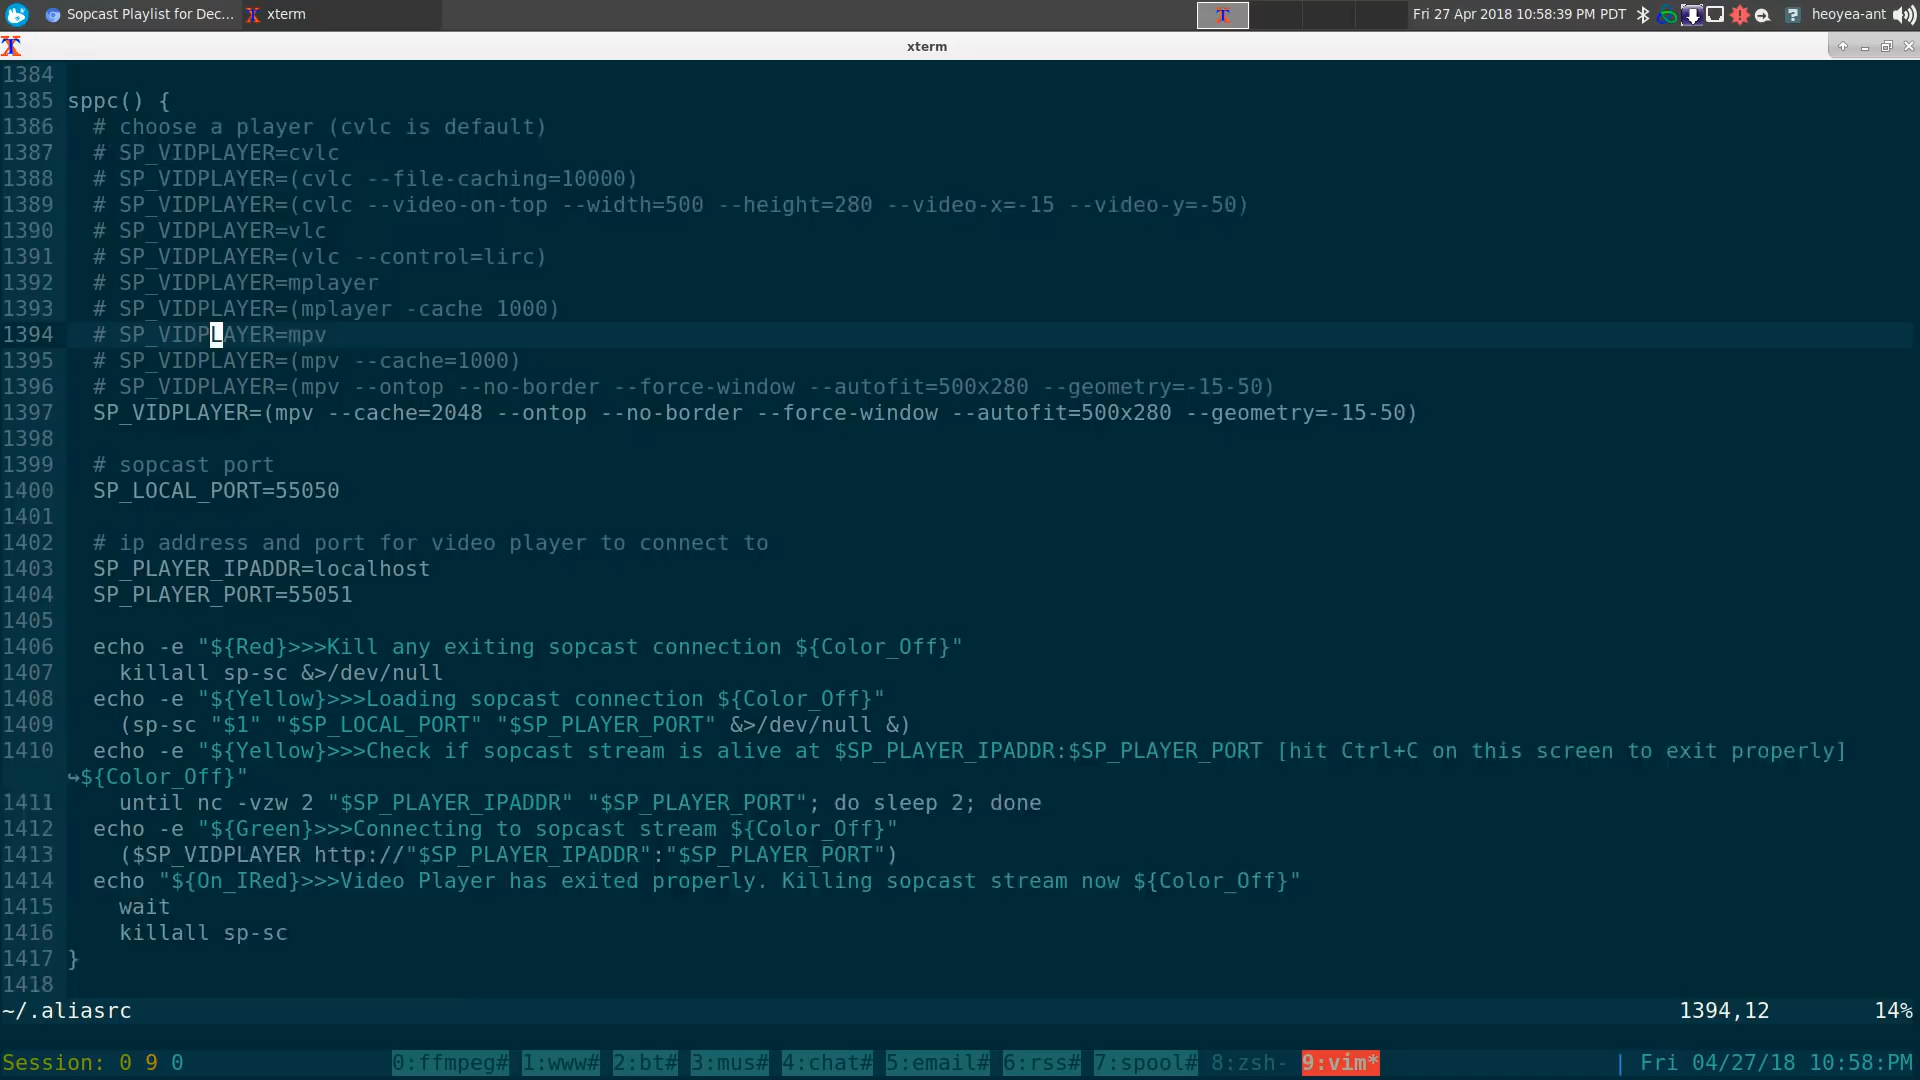 Sopcast Playlist for Dec...
xterm
Fri 27 Apr 2018 10:58:39 PM PDT
heoyea-ant
xterm
1384
1385 sppc() {
1386   # choose a player (cvlc is default)
1387   # SP_VIDPLAYER=cvlc
1388   # SP_VIDPLAYER=(cvlc --file-caching=10000)
1389   # SP_VIDPLAYER=(cvlc --video-on-top --width=500 --height=280 --video-x=-15 --video-y=-50)
1390   # SP_VIDPLAYER=vlc
1391   # SP_VIDPLAYER=(vlc --control=lirc)
1392   # SP_VIDPLAYER=mplayer
1393   # SP_VIDPLAYER=(mplayer -cache 1000)
1394   # SP_VIDPLAYER=mpv
1395   # SP_VIDPLAYER=(mpv --cache=1000)
1396   # SP_VIDPLAYER=(mpv --ontop --no-border --force-window --autofit=500x280 --geometry=-15-50)
1397   SP_VIDPLAYER=(mpv --cache=2048 --ontop --no-border --force-window --autofit=500x280 --geometry=-15-50)
1398
1399   # sopcast port
1400   SP_LOCAL_PORT=55050
1401
1402   # ip address and port for video player to connect to
1403   SP_PLAYER_IPADDR=localhost
1404   SP_PLAYER_PORT=55051
1405
1406   echo -e "${Red}>>>Kill any exiting sopcast connection ${Color_Off}"
1407     killall sp-sc &>/dev/null
1408   echo -e "${Yellow}>>>Loading sopcast connection ${Color_Off}"
1409     (sp-sc "$1" "$SP_LOCAL_PORT" "$SP_PLAYER_PORT" &>/dev/null &)
1410   echo -e "${Yellow}>>>Check if sopcast stream is alive at $SP_PLAYER_IPADDR:$SP_PLAYER_PORT [hit Ctrl+C on this screen to exit properly]
↪${Color_Off}"
1411     until nc -vzw 2 "$SP_PLAYER_IPADDR" "$SP_PLAYER_PORT"; do sleep 2; done
1412   echo -e "${Green}>>>Connecting to sopcast stream ${Color_Off}"
1413     ($SP_VIDPLAYER http://"$SP_PLAYER_IPADDR":"$SP_PLAYER_PORT")
1414   echo "${On_IRed}>>>Video Player has exited properly. Killing sopcast stream now ${Color_Off}"
1415     wait
1416     killall sp-sc
1417 }
1418
~/.aliasrc 1394,12 14%
Session: 0 9 0 0:ffmpeg# 1:www# 2:bt# 3:mus# 4:chat# 5:email# 6:rss# 7:spool# 8:zsh- 9:vim* | Fri 04/27/18 10:58:PM